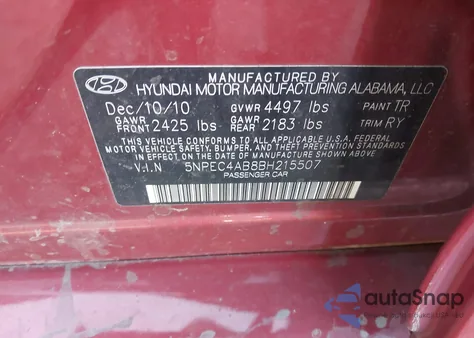 MANUFACTURED BY
HYUNDAI MOTOR MANUFACTURING ALABAMA, LLC
Dec/10/10 GVWR 4497 lbs PAINT TR
GAWR FRONT 2425 lbs GAWR REAR 2183 lbs TRIM RY
THIS VEHICLE CONFORMS TO ALL APPLICABLE U.S.A. FEDERAL
MOTOR VEHICLE SAFETY, BUMPER, AND THEFT PREVENTION
STANDARDS IN EFFECT ON THE DATE OF MANUFACTURE SHOWN ABOVE.
V.I.N 5NPEC4AB8BH215507
PASSENGER CAR
autoSnap